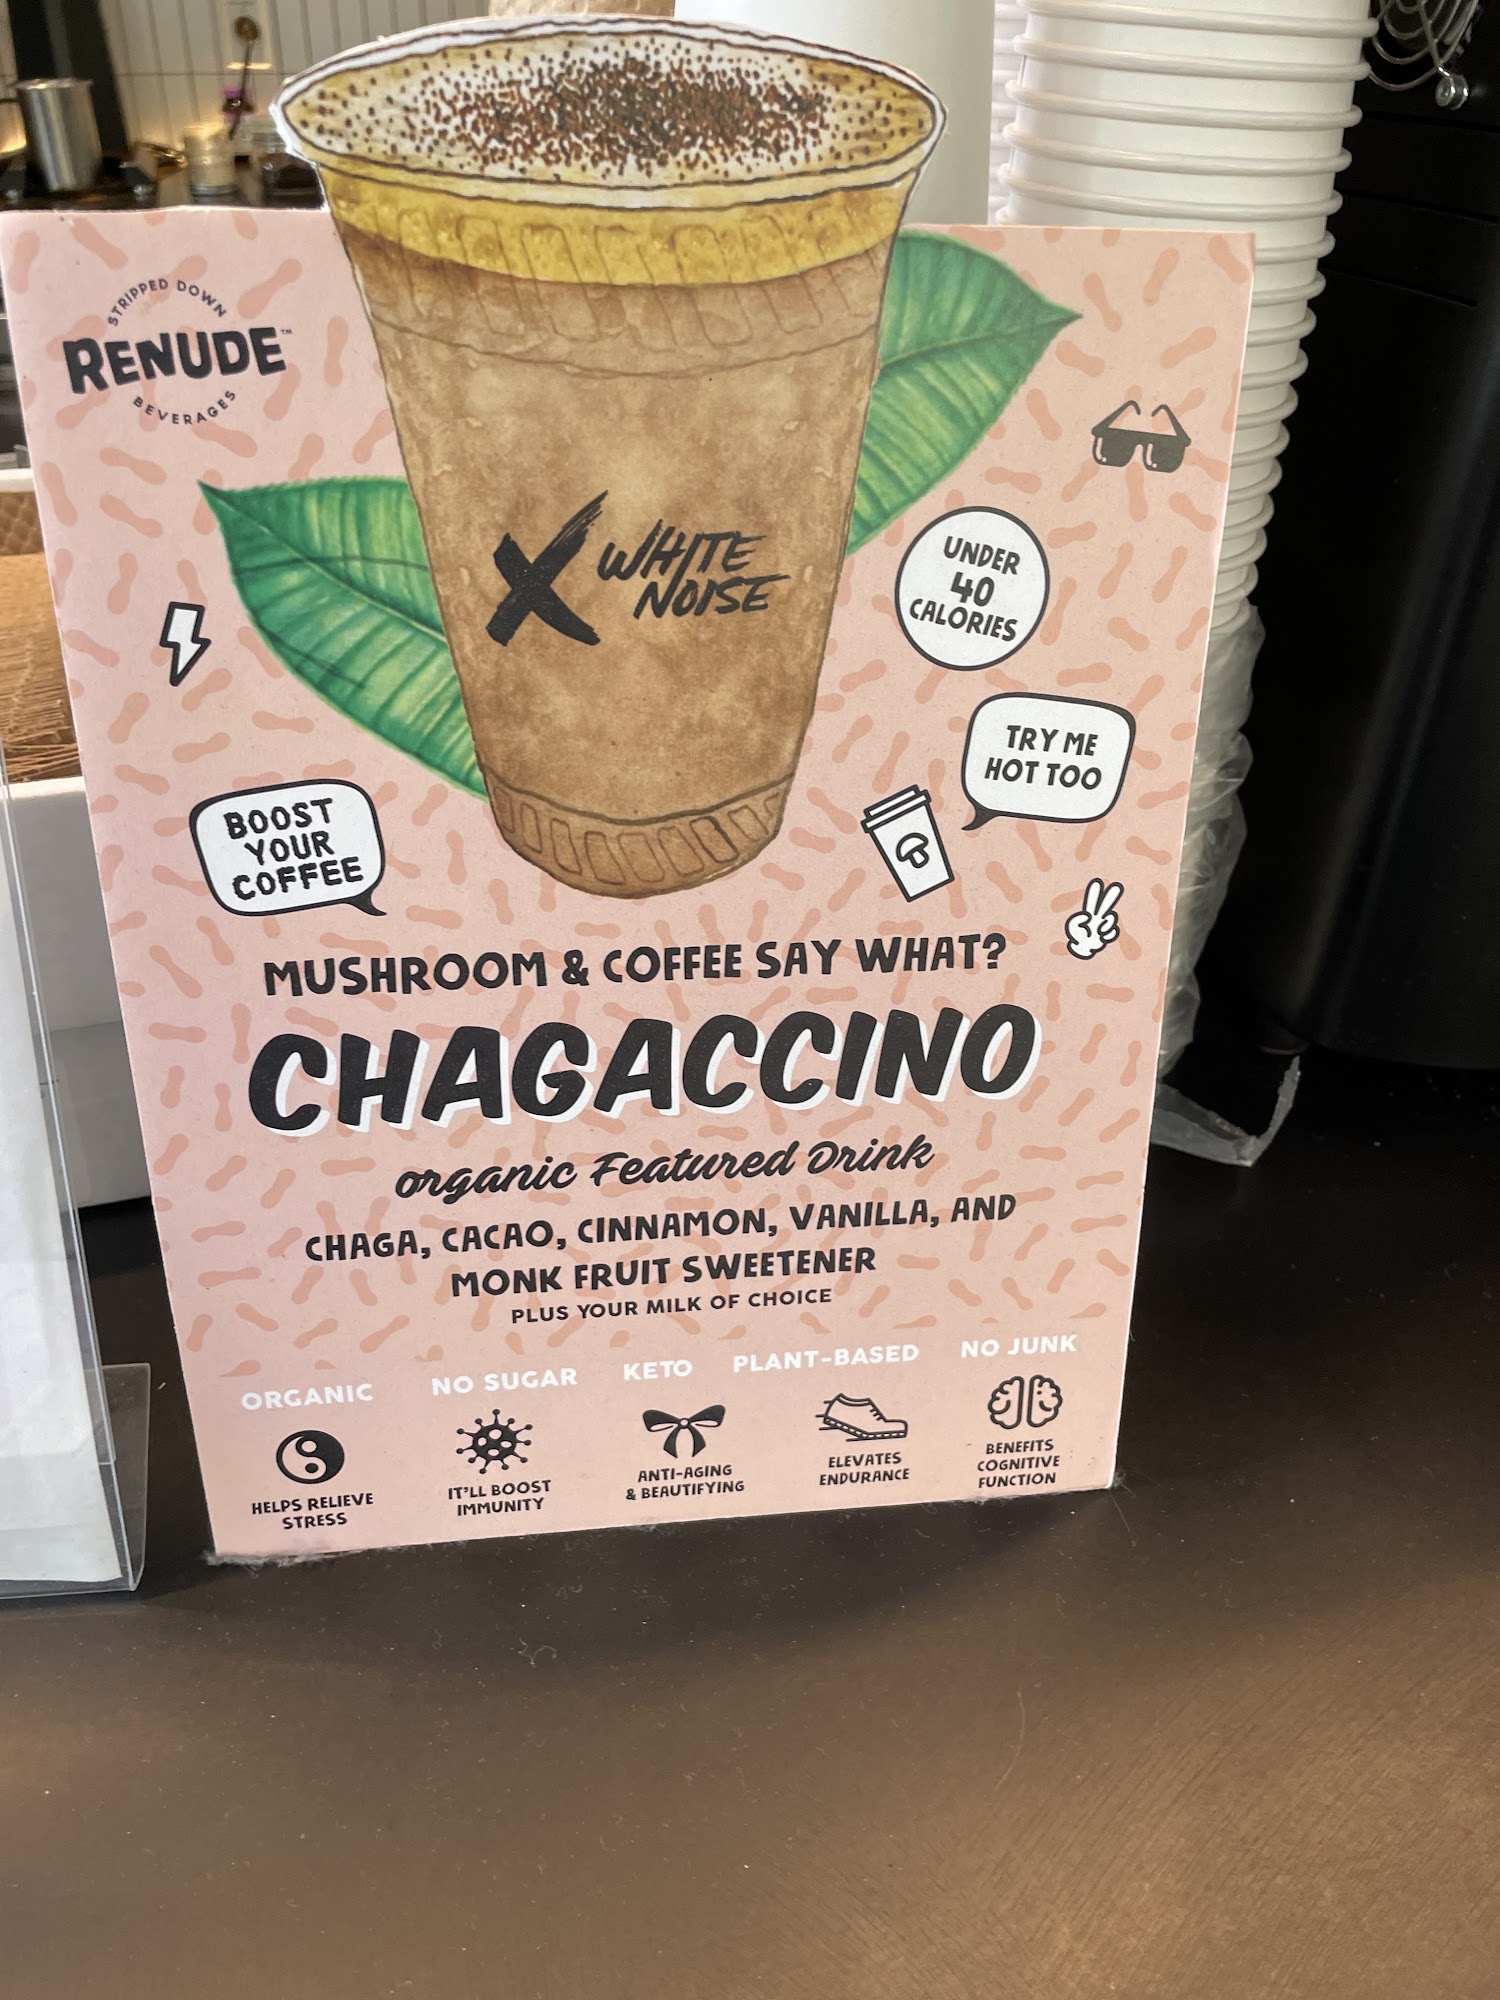 STRIPPED DOWN
RENUDE™
BEVERAGES
X WHITE
NOISE
UNDER
40
CALORIES
TRY ME
HOT TOO
BOOST
YOUR
COFFEE
MUSHROOM & COFFEE SAY WHAT?
CHAGACCINO
organic Featured Drink
CHAGA, CACAO, CINNAMON, VANILLA, AND
MONK FRUIT SWEETENER
PLUS YOUR MILK OF CHOICE
ORGANIC NO SUGAR KETO PLANT-BASED NO JUNK
HELPS RELIEVE
STRESS
IT'LL BOOST
IMMUNITY
ANTI-AGING
& BEAUTIFYING
ELEVATES
ENDURANCE
BENEFITS
COGNITIVE
FUNCTION